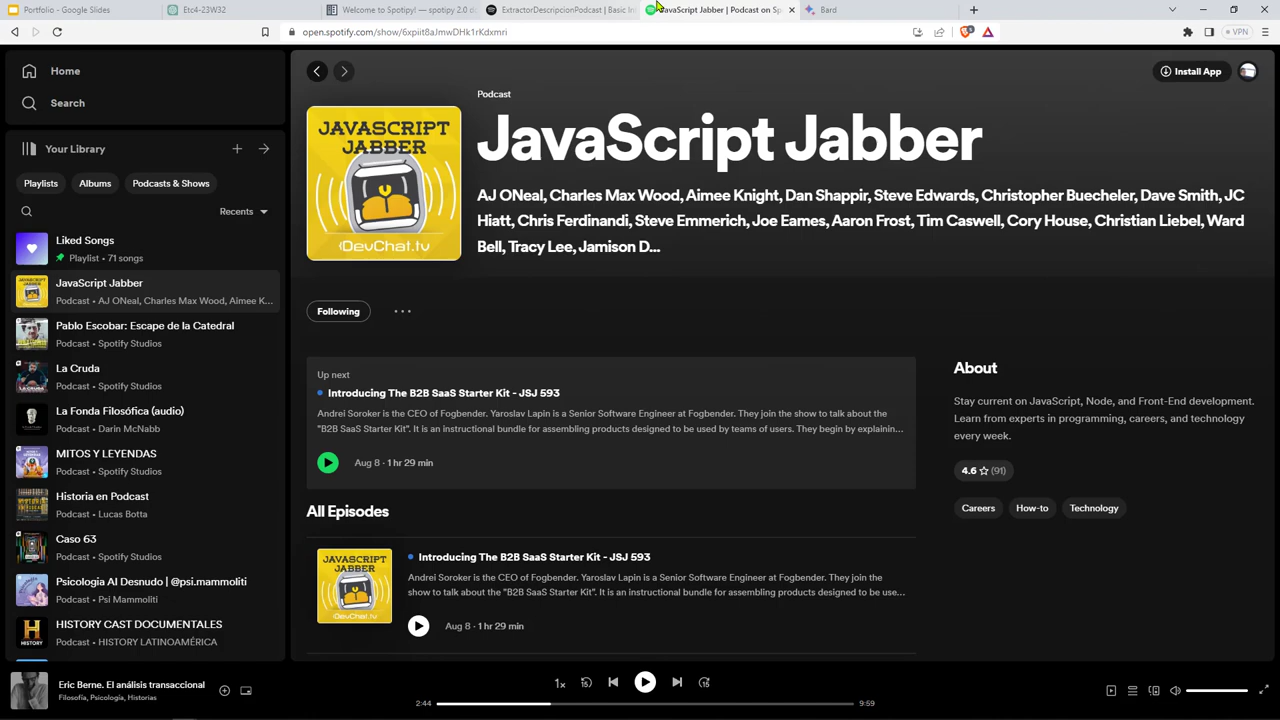 Portfolio - Google Slides
Etc4-23W32
Welcome to Spotipy! — spotipy 2.0 d
ExtractorDescripcionPodcast | Basic In
JavaScript Jabber | Podcast on Sp
Bard
open.spotify.com/show/6xpiit8aJmwDHk1rKdxmri
VPN
Home
Search
Your Library
Playlists
Albums
Podcasts & Shows
Recents
Liked Songs
Playlist • 71 songs
JavaScript Jabber
Podcast • AJ ONeal, Charles Max Wood, Aimee K...
Pablo Escobar: Escape de la Catedral
Podcast • Spotify Studios
La Cruda
Podcast • Spotify Studios
La Fonda Filosófica (audio)
Podcast • Darin McNabb
MITOS Y LEYENDAS
Podcast • Spotify Studios
Historia en Podcast
Podcast • Lucas Botta
Caso 63
Podcast • Spotify Studios
Psicologia Al Desnudo | @psi.mammoliti
Podcast • Psi Mammoliti
HISTORY CAST DOCUMENTALES
Podcast • HISTORY LATINOAMÉRICA
HISTORY
Install App
JAVASCRIPT
JABBER
DevChat.tv
Podcast
JavaScript Jabber
AJ ONeal, Charles Max Wood, Aimee Knight, Dan Shappir, Steve Edwards, Christopher Buecheler, Dave Smith, JC
Hiatt, Chris Ferdinandi, Steve Emmerich, Joe Eames, Aaron Frost, Tim Caswell, Cory House, Christian Liebel, Ward
Bell, Tracy Lee, Jamison D...
Following
Up next
Introducing The B2B SaaS Starter Kit - JSJ 593
Andrei Soroker is the CEO of Fogbender. Yaroslav Lapin is a Senior Software Engineer at Fogbender. They join the show to talk about the
"B2B SaaS Starter Kit". It is an instructional bundle for assembling products designed to be used by teams of users. They begin by explainin...
Aug 8 · 1 hr 29 min
About
Stay current on JavaScript, Node, and Front-End development.
Learn from experts in programming, careers, and technology
every week.
4.6 (91)
Careers
How-to
Technology
All Episodes
JAVASCRIPT
JABBER
DevChat.tv
Introducing The B2B SaaS Starter Kit - JSJ 593
Andrei Soroker is the CEO of Fogbender. Yaroslav Lapin is a Senior Software Engineer at Fogbender. They join the
show to talk about the "B2B SaaS Starter Kit". It is an instructional bundle for assembling products designed to be use...
Aug 8 · 1 hr 29 min
Eric Berne. El análisis transaccional
Filosofía, Psicología, Historias
1x
15
15
2:44
9:59